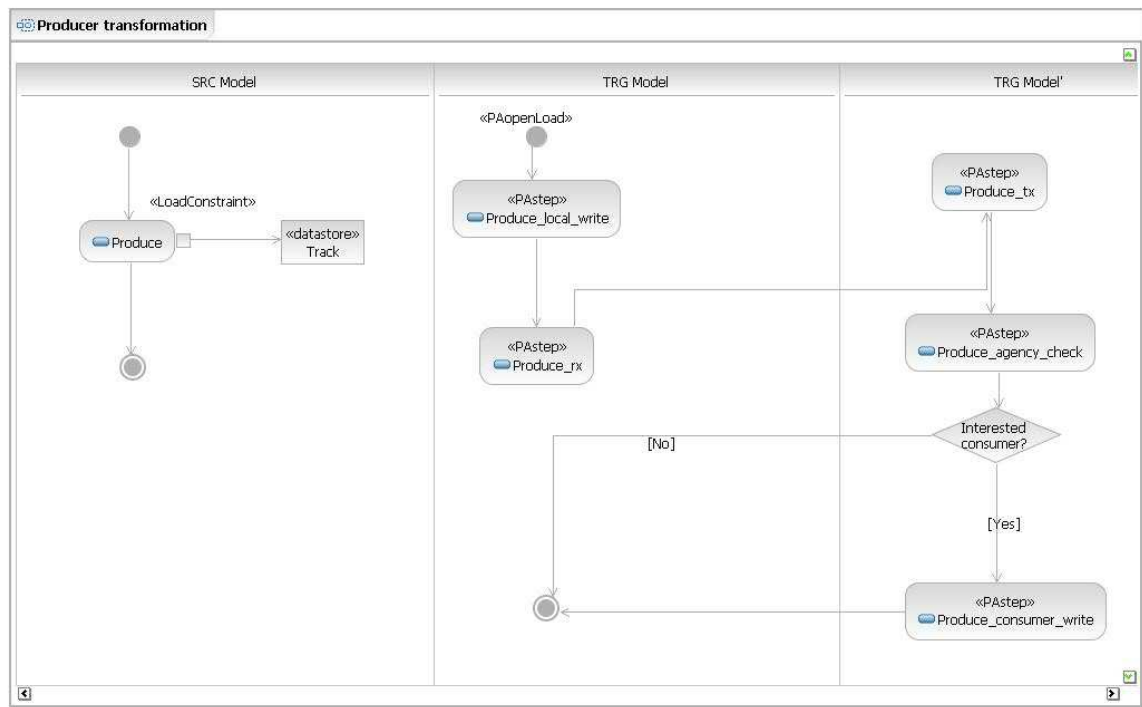 Producer transformation
SRC Model
TRG Model
TRG Model'
«LoadConstraint»
Produce
«datastore»
Track
«PAopenLoad»
«PAstep»
Produce_local_write
«PAstep»
Produce_rx
«PAstep»
Produce_tx
«PAstep»
Produce_agency_check
Interested
consumer?
[No]
[Yes]
«PAstep»
Produce_consumer_write